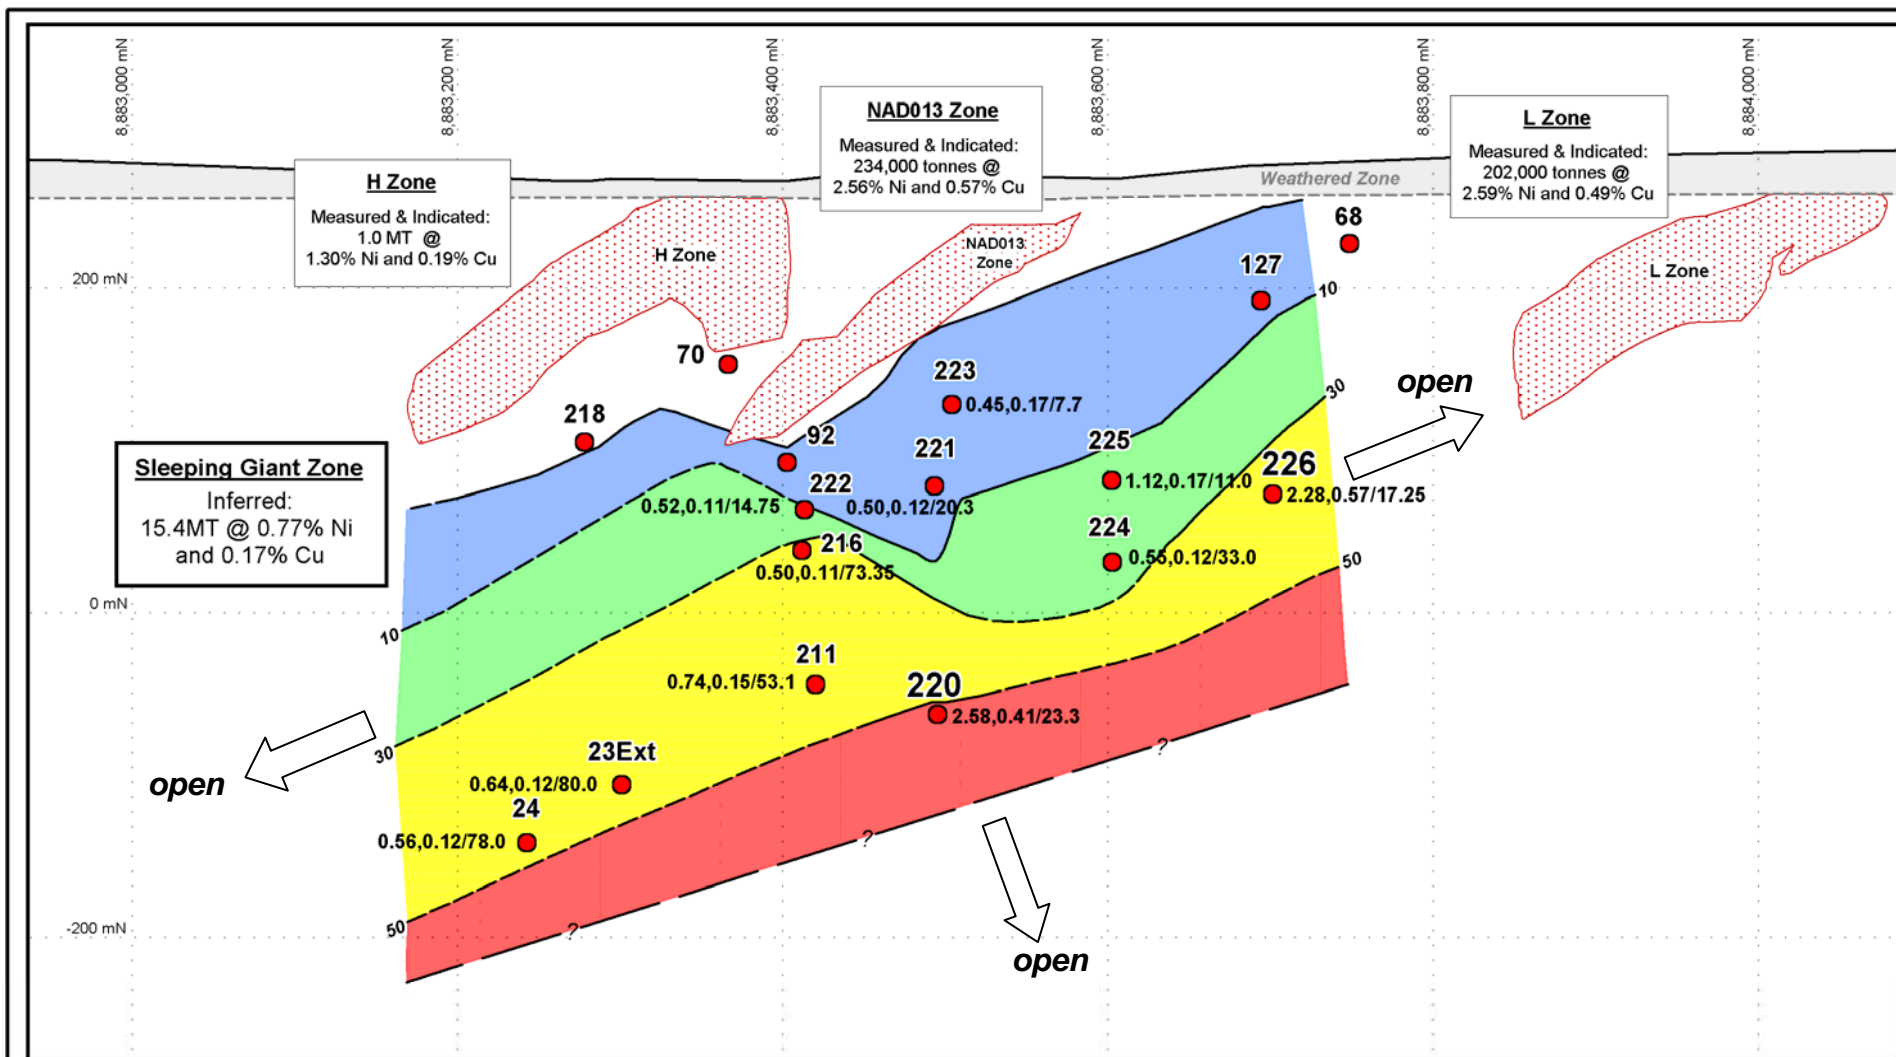 8,883,000 mN
8,883,200 mN
8,883,400 mN
8,883,600 mN
8,883,800 mN
8,884,000 mN
H Zone
Measured & Indicated:
1.0 MT @
1.30% Ni and 0.19% Cu
NAD013 Zone
Measured & Indicated:
234,000 tonnes @
2.56% Ni and 0.57% Cu
L Zone
Measured & Indicated:
202,000 tonnes @
2.59% Ni and 0.49% Cu
Weathered Zone
200 mN
H Zone
NAD013
Zone
L Zone
68
127
10
70
30
open
223
0.45,0.17/7.7
218
92
221
225
Sleeping Giant Zone
Inferred:
15.4MT @ 0.77% Ni
and 0.17% Cu
222
0.52,0.11/14.75
0.50,0.12/20.3
1.12,0.17/11.0
226
2.28,0.57/17.25
216
0.50,0.11/73.35
224
0.55,0.12/33.0
50
0 mN
10
211
0.74,0.15/53.1
220
2.58,0.41/23.3
30
open
23Ext
0.64,0.12/80.0
?
24
0.56,0.12/78.0
?
50
?
-200 mN
open